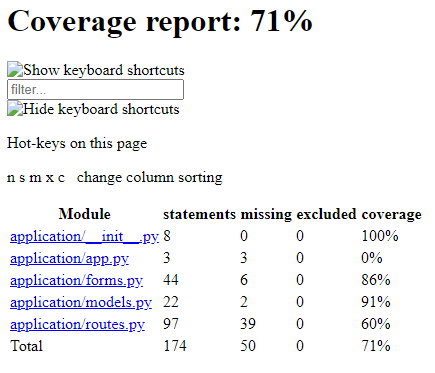 Coverage report: 71%
Show keyboard shortcuts
filter...
Hide keyboard shortcuts
Hot-keys on this page
n s m x c change column sorting
Module statements missing excluded coverage
application/__init__.py 8 0 0 100%
application/app.py 3 3 0 0%
application/forms.py 44 6 0 86%
application/models.py 22 2 0 91%
application/routes.py 97 39 0 60%
Total 174 50 0 71%